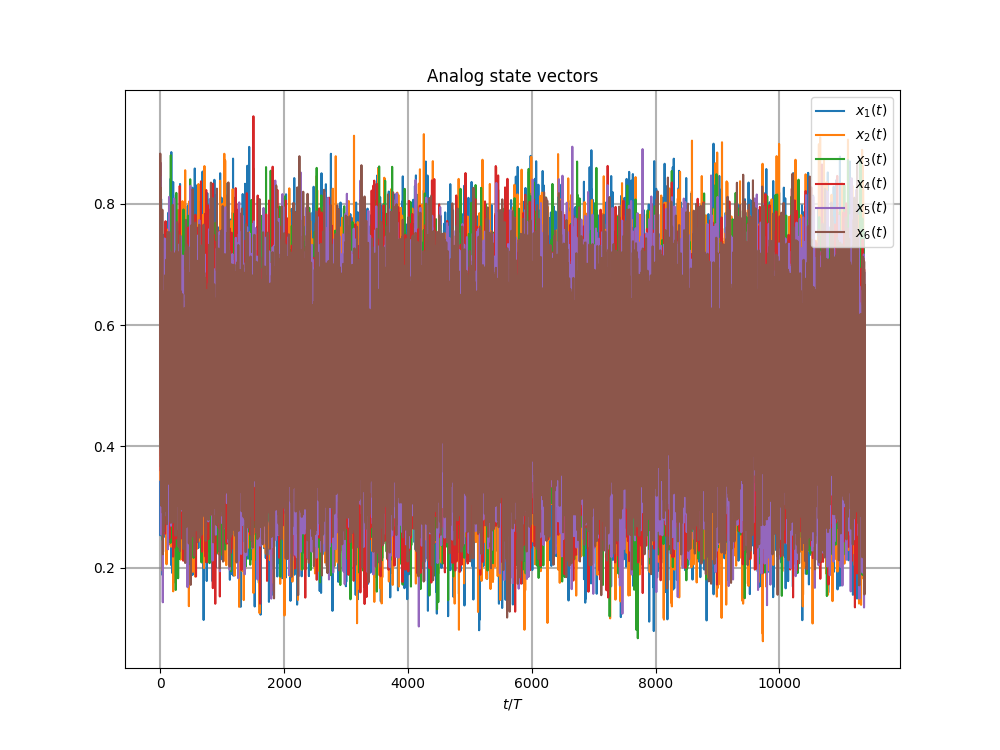 Analog state vectors
x₁(t)
x₂(t)
x₃(t)
x₄(t)
x₅(t)
x₆(t)
0.8
0.6
0.4
0.2
0 2000 4000 6000 8000 10000
t/T